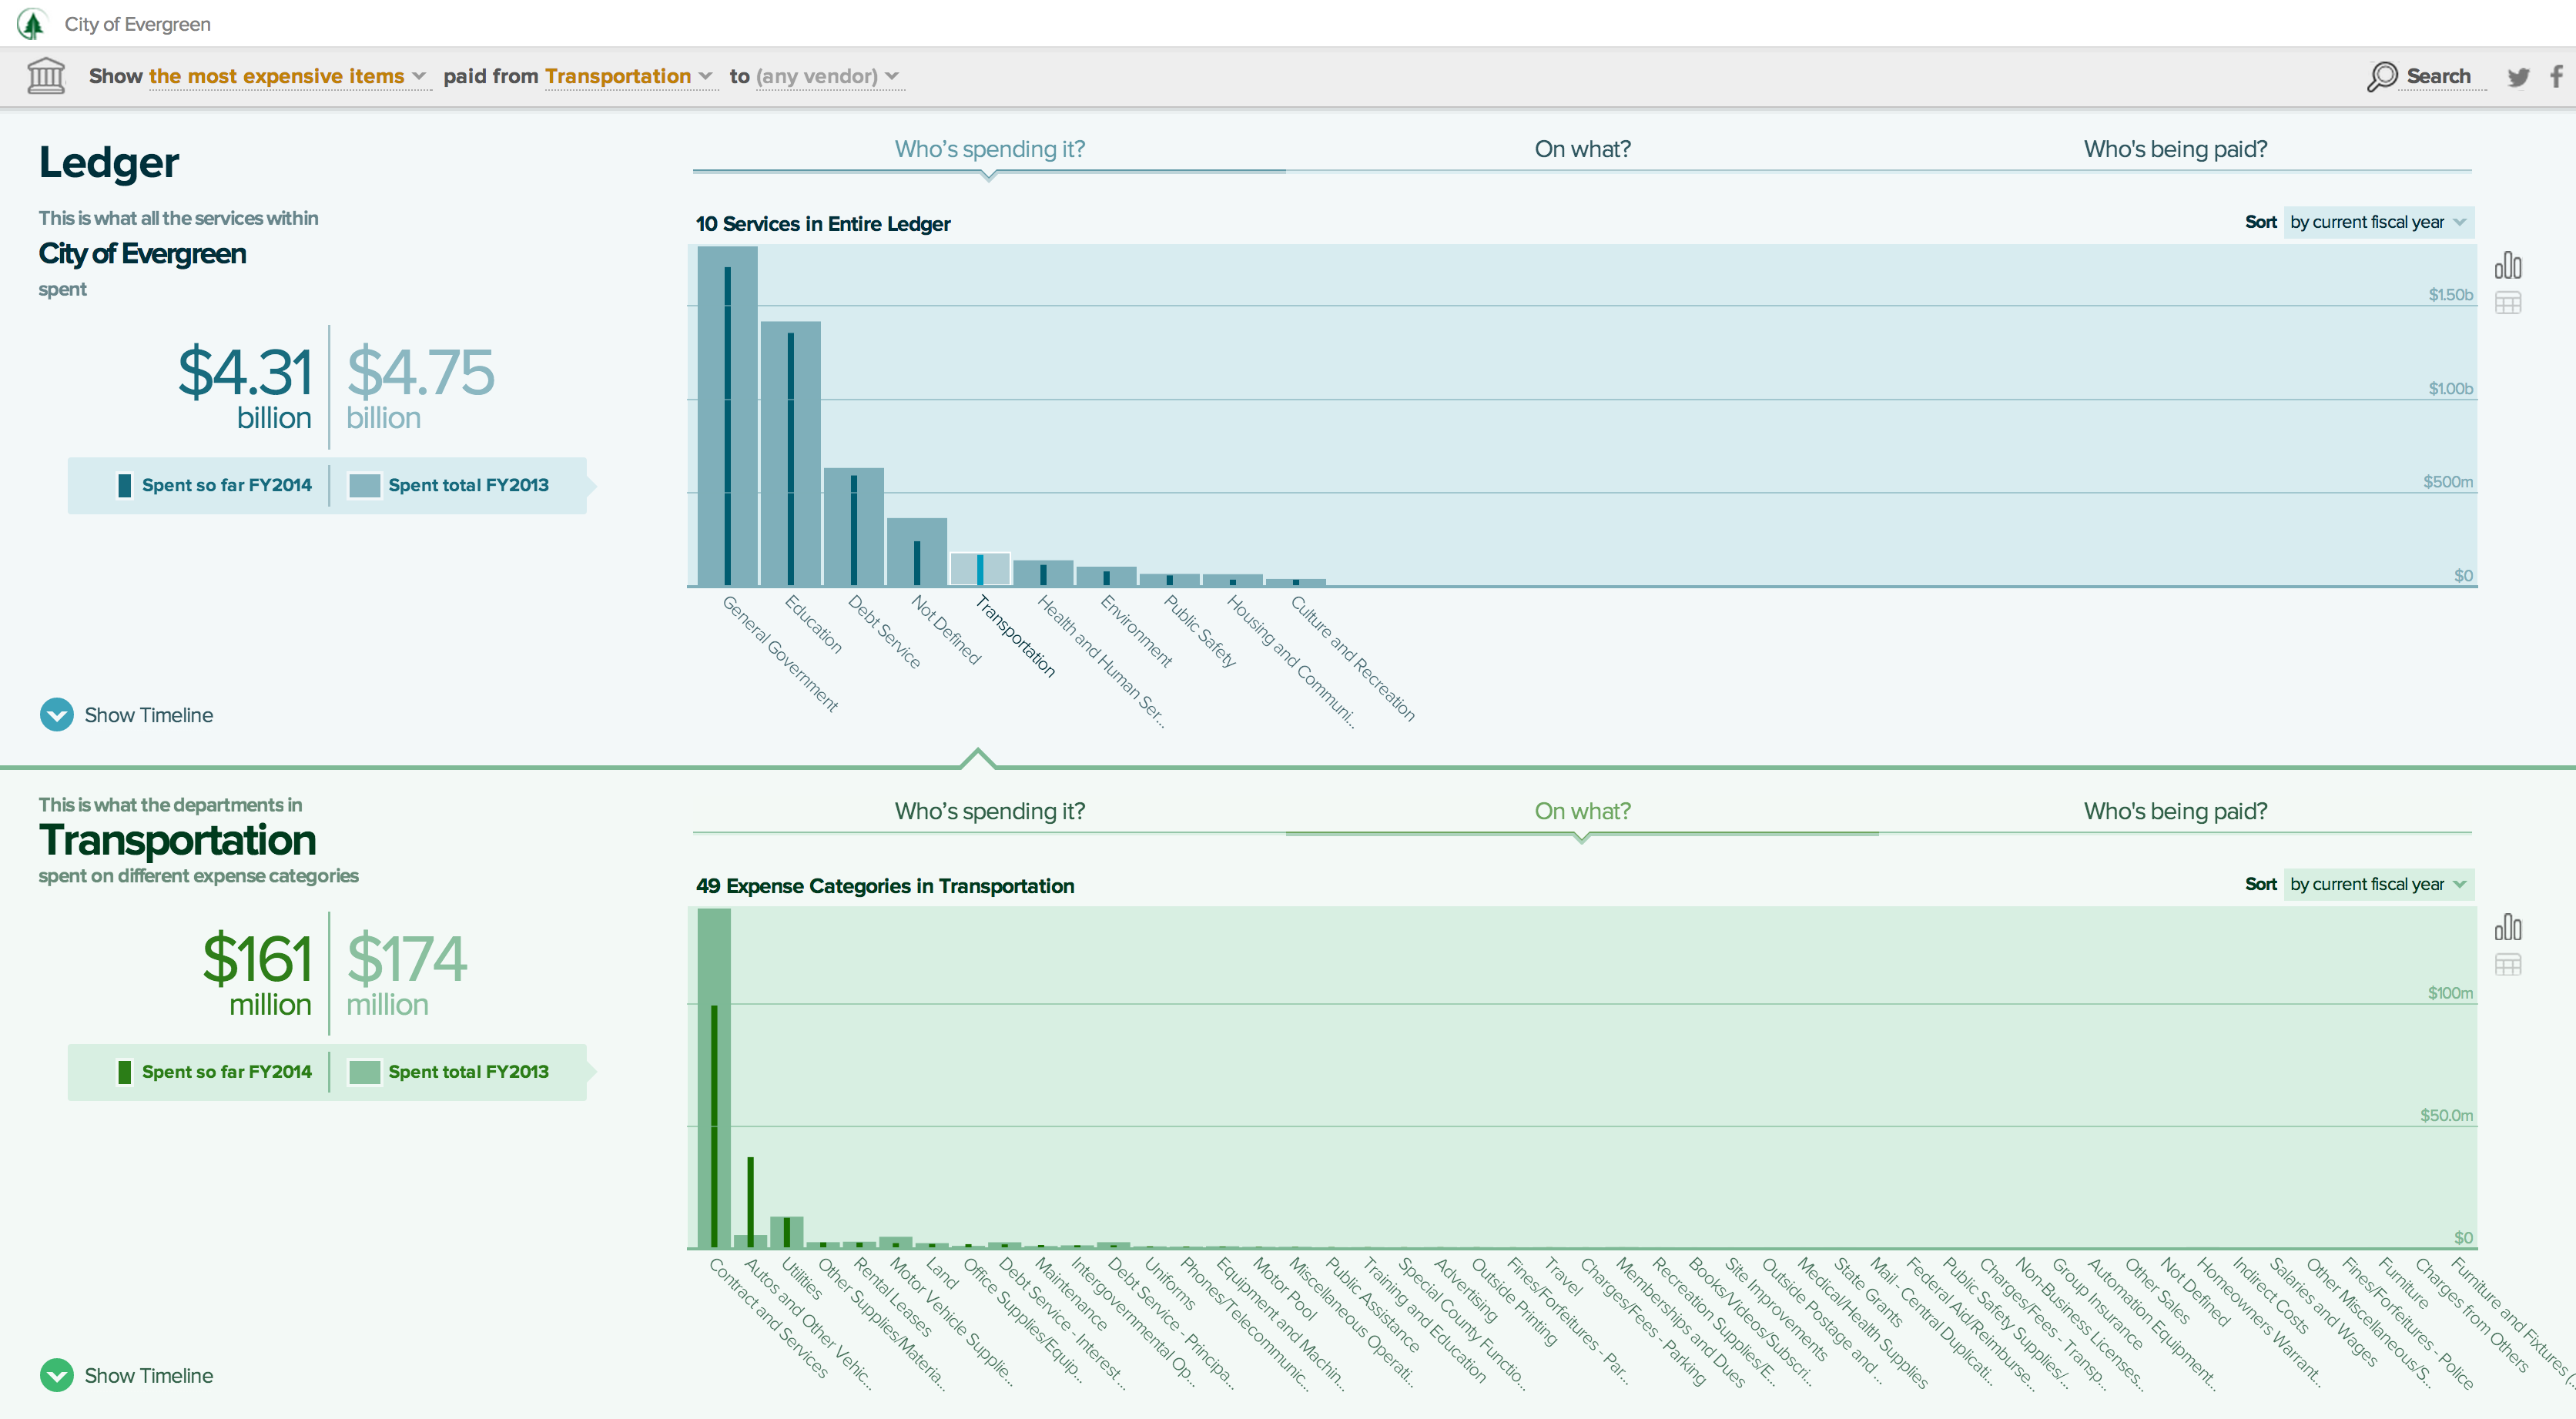 City of Evergreen
Show the most expensive items paid from Transportation to (any vendor)
Search
Ledger
This is what all the services within
City of Evergreen
spent
$4.31 billion
$4.75 billion
Spent so far FY2014
Spent total FY2013
Show Timeline
Who's spending it?
On what?
Who's being paid?
10 Services in Entire Ledger
Sort by current fiscal year
$1.50b
$1.00b
$500m
$0
General Government
Education
Debt Service
Not Defined
Transportation
Health and Human Ser...
Environment
Public Safety
Housing and Communi...
Culture and Recreation
This is what the departments in
Transportation
spent on different expense categories
$161 million
$174 million
Spent so far FY2014
Spent total FY2013
Show Timeline
Who's spending it?
On what?
Who's being paid?
49 Expense Categories in Transportation
Sort by current fiscal year
$100m
$50.0m
$0
Contract and Services
Autos and Other Vehic...
Utilities
Other Supplies/Materia...
Rental Leases
Motor Vehicle Supplie...
Land
Office Supplies/Equip...
Debt Service - Interest ...
Maintenance
Intergovernmental Op...
Debt Service - Principa...
Uniforms
Phones/Telecommunic...
Equipment and Machin...
Motor Pool
Miscellaneous Operati...
Public Assistance
Training and Education
Special County Functio...
Advertising
Outside Printing
Fines/Forfeitures - Par...
Travel
Charges/Fees - Parking
Memberships and Dues
Recreation Supplies/E...
Books/Videos/Subscri...
Site Improvements
Outside Postage and ...
Medical/Health Supplies
State Grants
Mail - Central Duplicati...
Federal Aid/Reimburse...
Public Safety Supplies/...
Charges/Fees - Transp...
Non-Business Licenses...
Group Insurance
Automation Equipment...
Other Sales
Not Defined
Homeowners Warrant...
Indirect Costs
Salaries and Wages
Other Miscellaneous/S...
Fines/Forfeitures - Police
Furniture
Charges from Others
Furniture and Fixtures (...